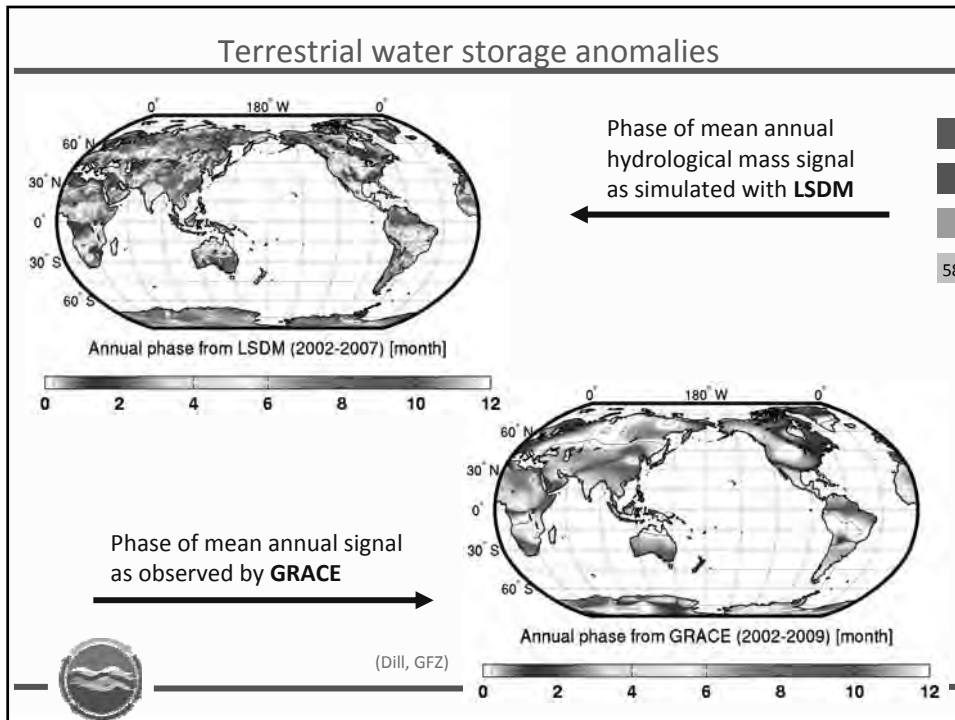 Terrestrial water storage anomalies
0° 180° W 0°
60° N
30° N
0°
30° S
60° S
Annual phase from LSDM (2002-2007) [month]
0 2 4 6 8 10 12
Phase of mean annual
hydrological mass signal
as simulated with LSDM
58
Phase of mean annual signal
as observed by GRACE
0° 180° W 0°
60° N
30° N
0°
30° S
60° S
Annual phase from GRACE (2002-2009) [month]
0 2 4 6 8 10 12
(Dill, GFZ)